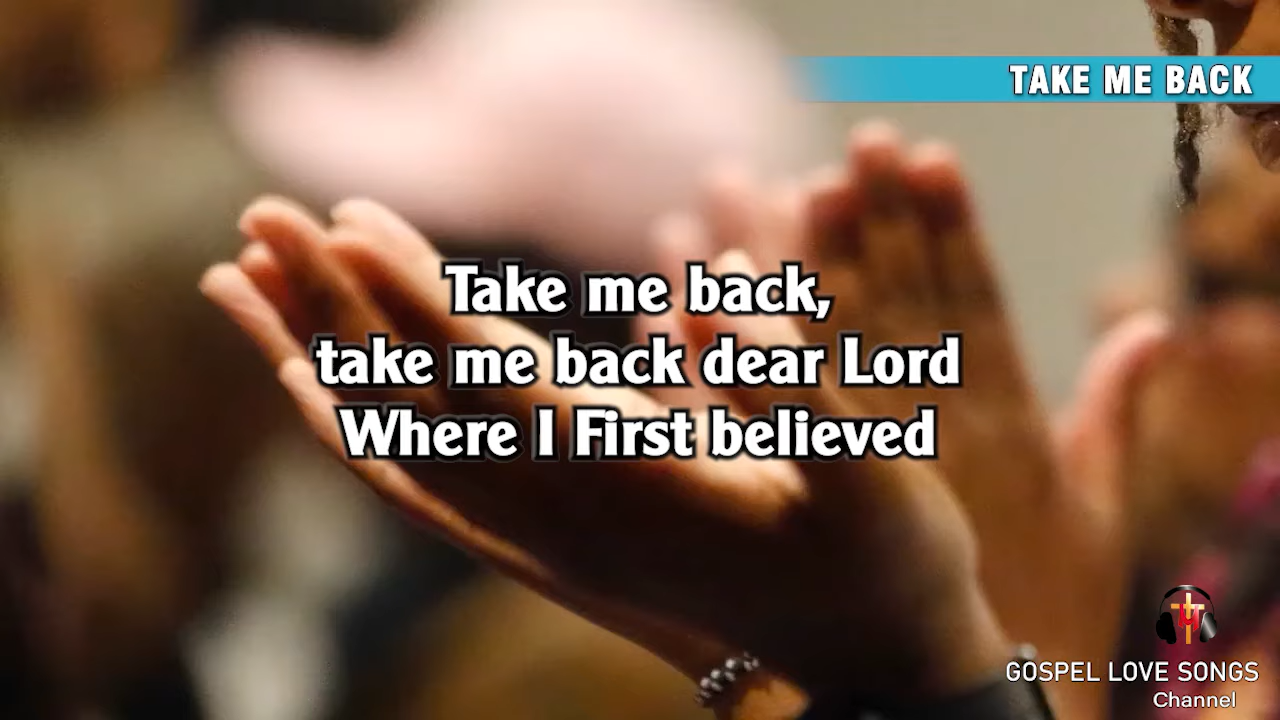 TAKE ME BACK
Take me back,
take me back dear Lord
Where I First believed
GOSPEL LOVE SONGS
Channel